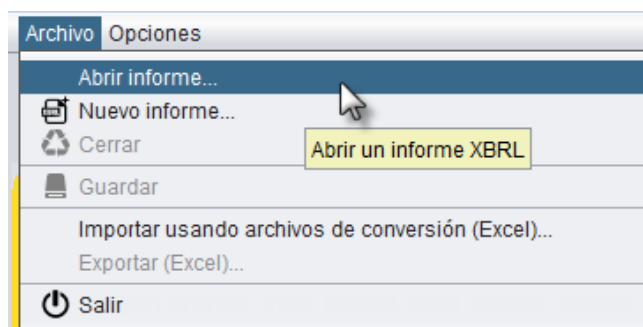 Archivo Opciones
Abrir informe...
Nuevo informe...
Cerrar
Abrir un informe XBRL
Guardar
Importar usando archivos de conversión (Excel)...
Exportar (Excel)...
Salir